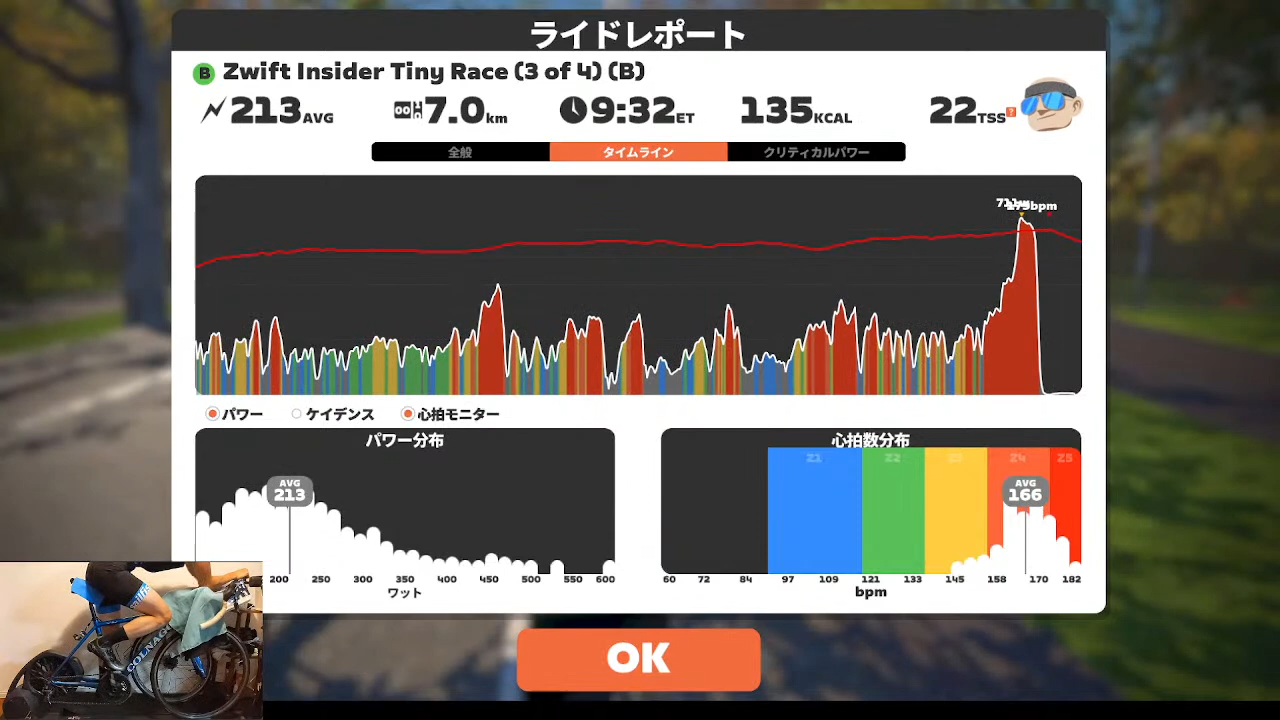 ライドレポート
B Zwift Insider Tiny Race (3 of 4) (B)
213AVG 7.0km 9:32ET 135KCAL 22TSS
全般 タイムライン クリティカルパワー
711w 179bpm
パワー ケイデンス 心拍モニター
パワー分布
AVG
213
200 250 300 350 400 450 500 550 600
ワット
心拍数分布
Z1 Z2 Z3 Z4 Z5
AVG
166
60 72 84 97 109 121 133 145 158 170 182
bpm
COLNAGO
OK